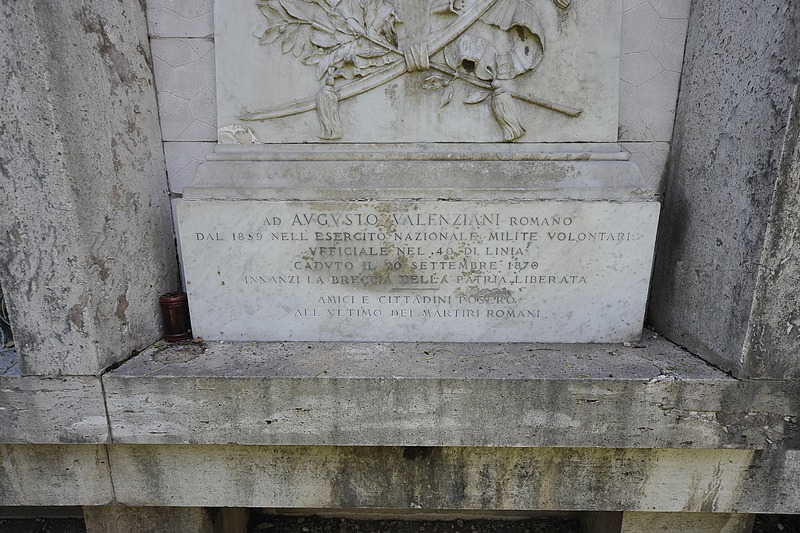 AD AVGVSTO VALENZIANI ROMANO
DAL 1859 NELL'ESERCITO NAZIONALE MILITE VOLONTARIO
VFFICIALE NEL 40 DI LINIA
CADVTO IL 20 SETTEMBRE 1870
INNANZI LA BRECCIA DELLA PATRIA LIBERATA
AMICI E CITTADINI POSERO
ALL'VLTIMO DEI MARTIRI ROMANI